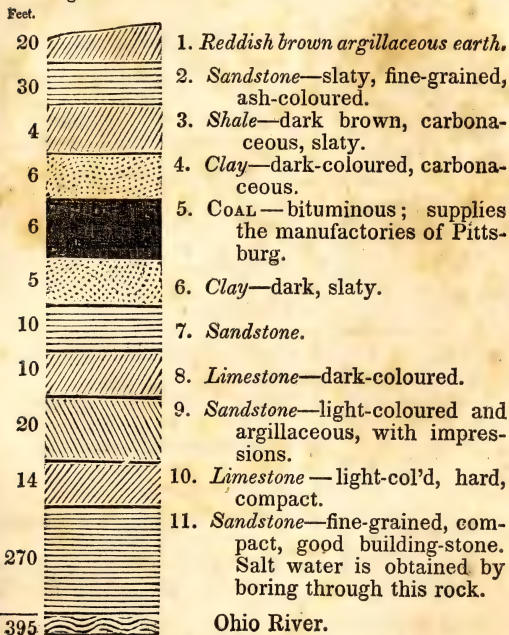 Feet.
20 1. Reddish brown argillaceous earth.
30 2. Sandstone—slaty, fine-grained,
ash-coloured.
4 3. Shale—dark brown, carbona-
ceous, slaty.
6 4. Clay—dark-coloured, carbona-
ceous.
6 5. COAL — bituminous; supplies
the manufactories of Pitts-
burg.
5 6. Clay—dark, slaty.
10 7. Sandstone.
10 8. Limestone—dark-coloured.
20 9. Sandstone—light-coloured and
argillaceous, with impres-
sions.
14 10. Limestone — light-col'd, hard,
compact.
270 11. Sandstone—fine-grained, com-
pact, good building-stone.
Salt water is obtained by
boring through this rock.
395 Ohio River.